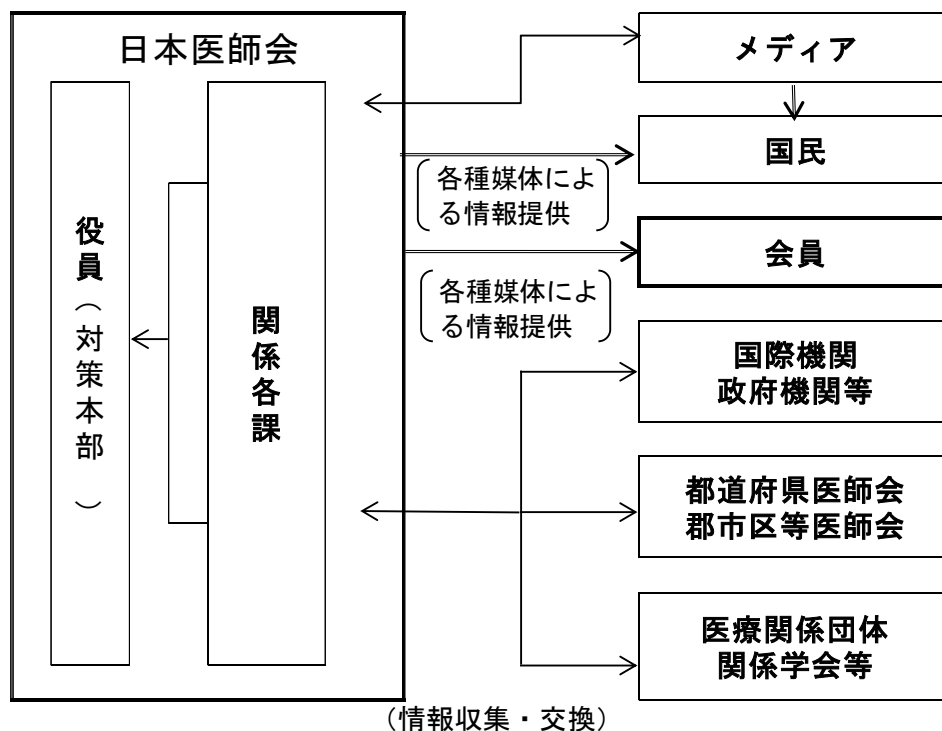 日本医師会
役員（対策本部　）
関係各課
メディア
国民
各種媒体によ
る情報提供
会員
各種媒体によ
る情報提供
国際機関
政府機関等
都道府県医師会
郡市区等医師会
医療関係団体
関係学会等
（情報収集・交換）